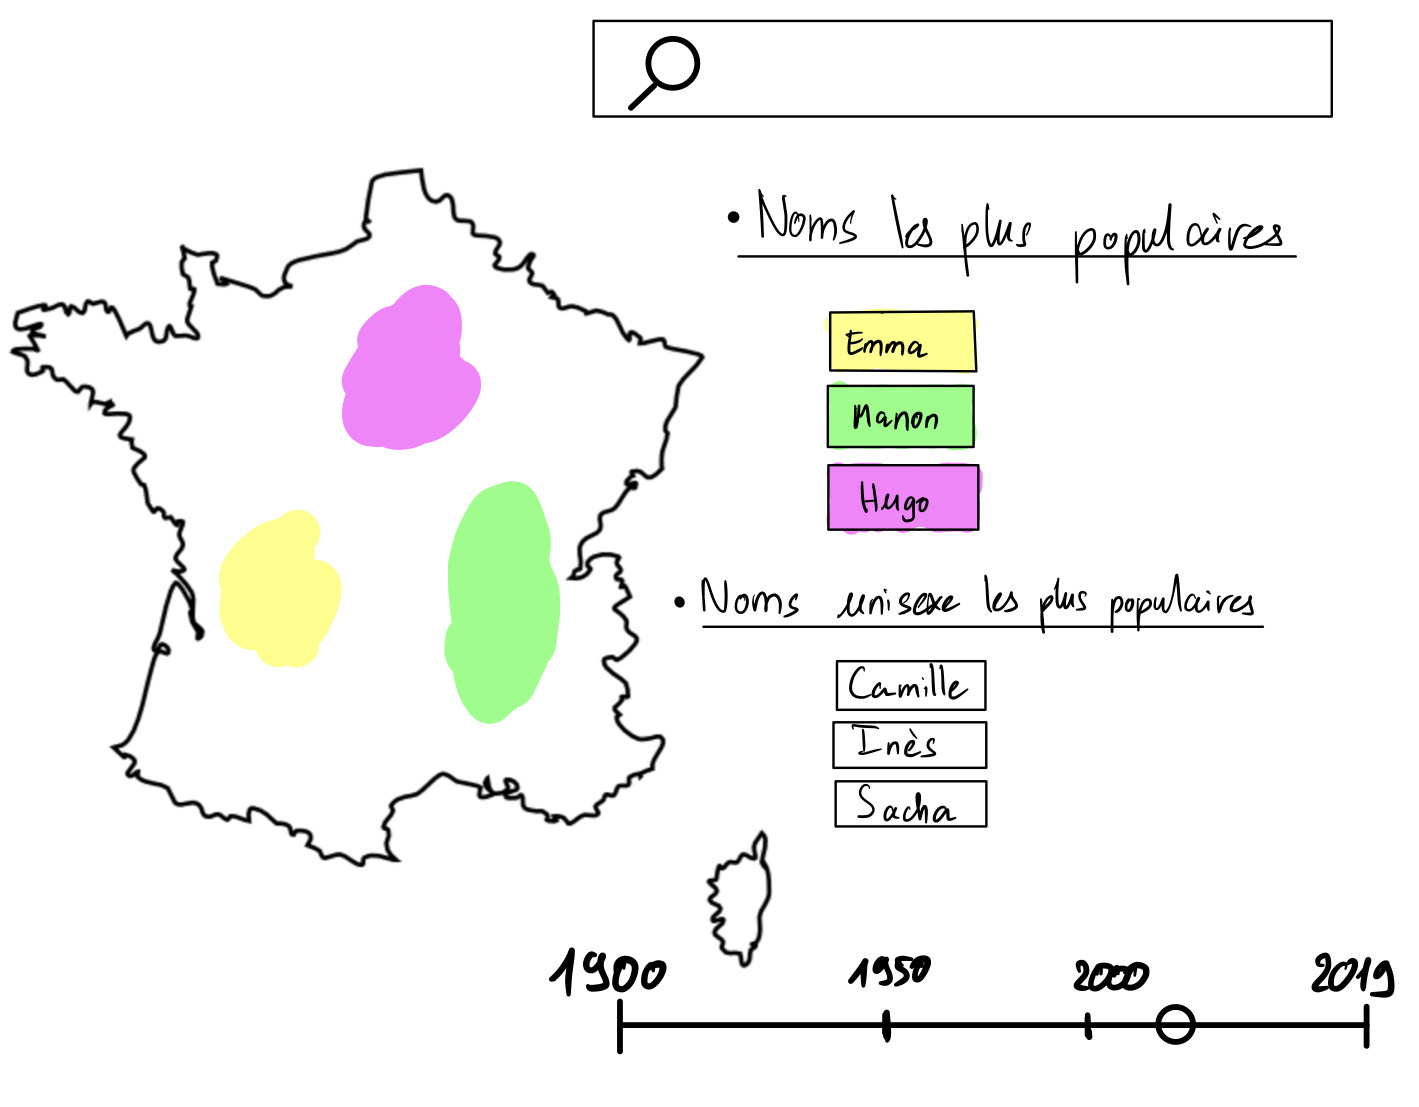 • Noms les plus populaires
Emma
Manon
Hugo
• Noms unisexe les plus populaires
Camille
Inès
Sacha
1900 1950 2000 2019